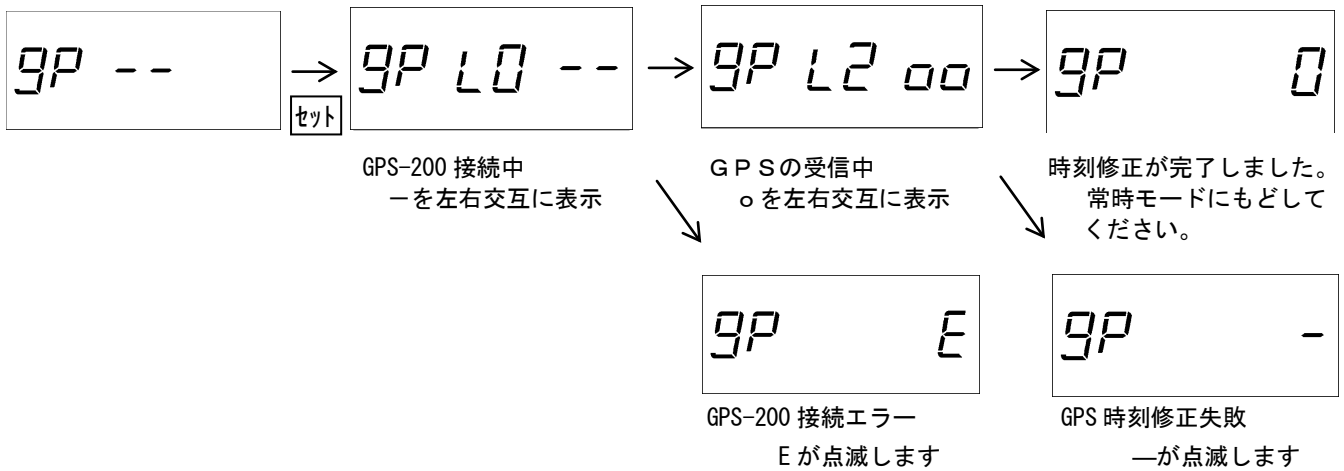 gP --
セット
gP L0 --
gP L2 oo
gP 0
GPS-200 接続中
－を左右交互に表示
ＧＰＳの受信中
ｏを左右交互に表示
時刻修正が完了しました。
常時モードにもどして
ください。
gP E
gP -
GPS-200 接続エラー
E が点滅します
GPS 時刻修正失敗
―が点滅します